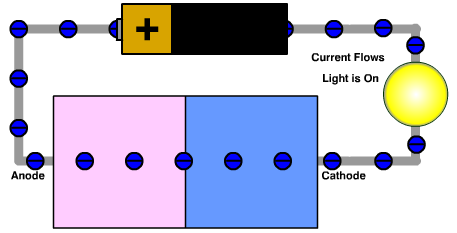 +
Current Flows
Light is On
Anode
Cathode